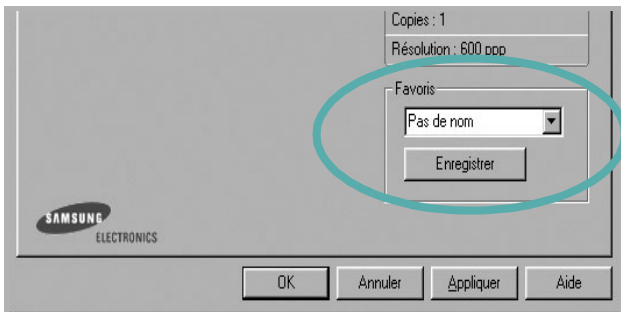 Copies : 1
Résolution : 600 ppp
Favoris
Pas de nom
Enregistrer
SAMSUNG
ELECTRONICS
OK Annuler Appliquer Aide